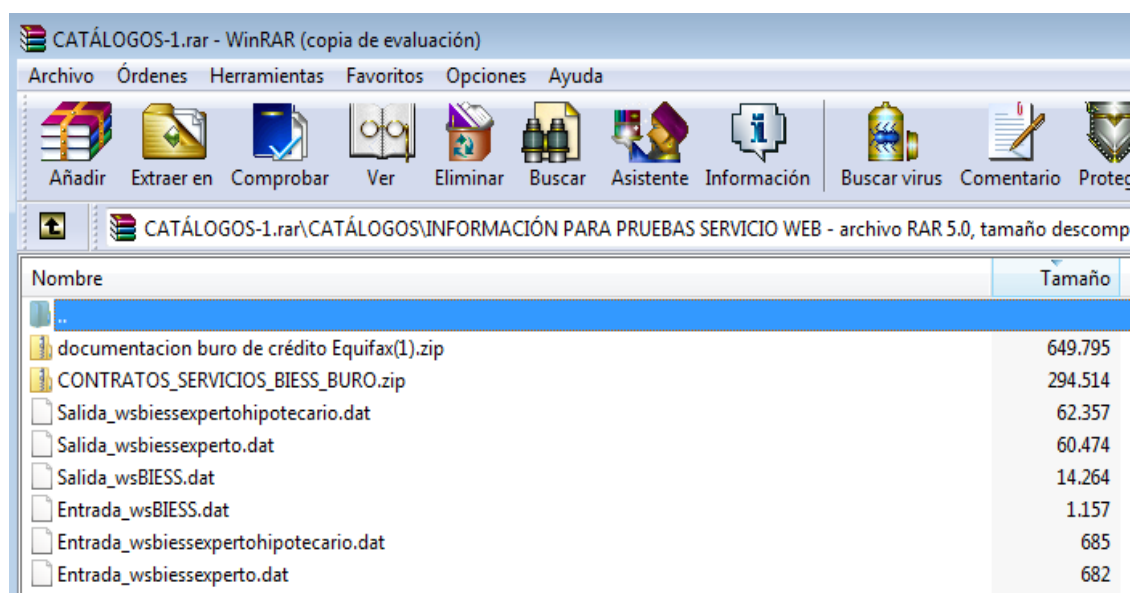 CATÁLOGOS-1.rar - WinRAR (copia de evaluación)
Archivo Órdenes Herramientas Favoritos Opciones Ayuda
Añadir Extraer en Comprobar Ver Eliminar Buscar Asistente Información Buscar virus Comentario Proteg
CATÁLOGOS-1.rar\CATÁLOGOS\INFORMACIÓN PARA PRUEBAS SERVICIO WEB - archivo RAR 5.0, tamaño descomp
Nombre Tamaño
..
documentacion buro de crédito Equifax(1).zip 649.795
CONTRATOS_SERVICIOS_BIESS_BURO.zip 294.514
Salida_wsbiessexpertohipotecario.dat 62.357
Salida_wsbiessexperto.dat 60.474
Salida_wsBIESS.dat 14.264
Entrada_wsBIESS.dat 1.157
Entrada_wsbiessexpertohipotecario.dat 685
Entrada_wsbiessexperto.dat 682